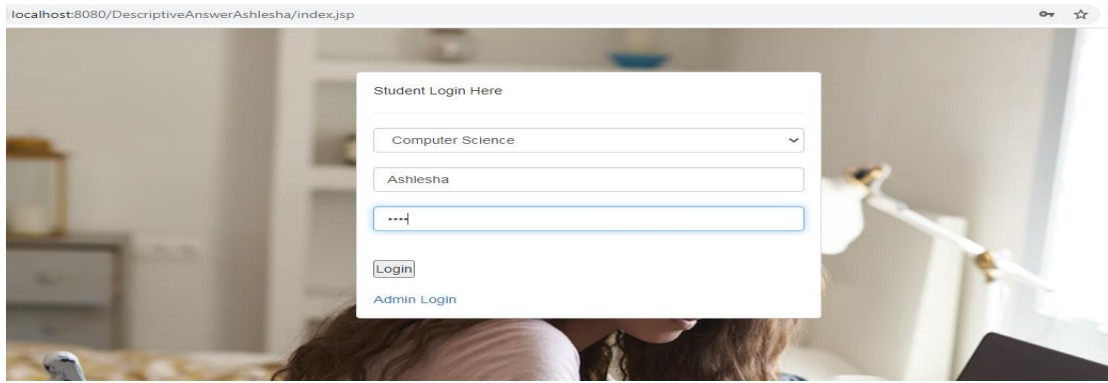 localhost:8080/DescriptiveAnswerAshlesha/index.jsp
Student Login Here
Computer Science
Ashlesha
••••
Login
Admin Login